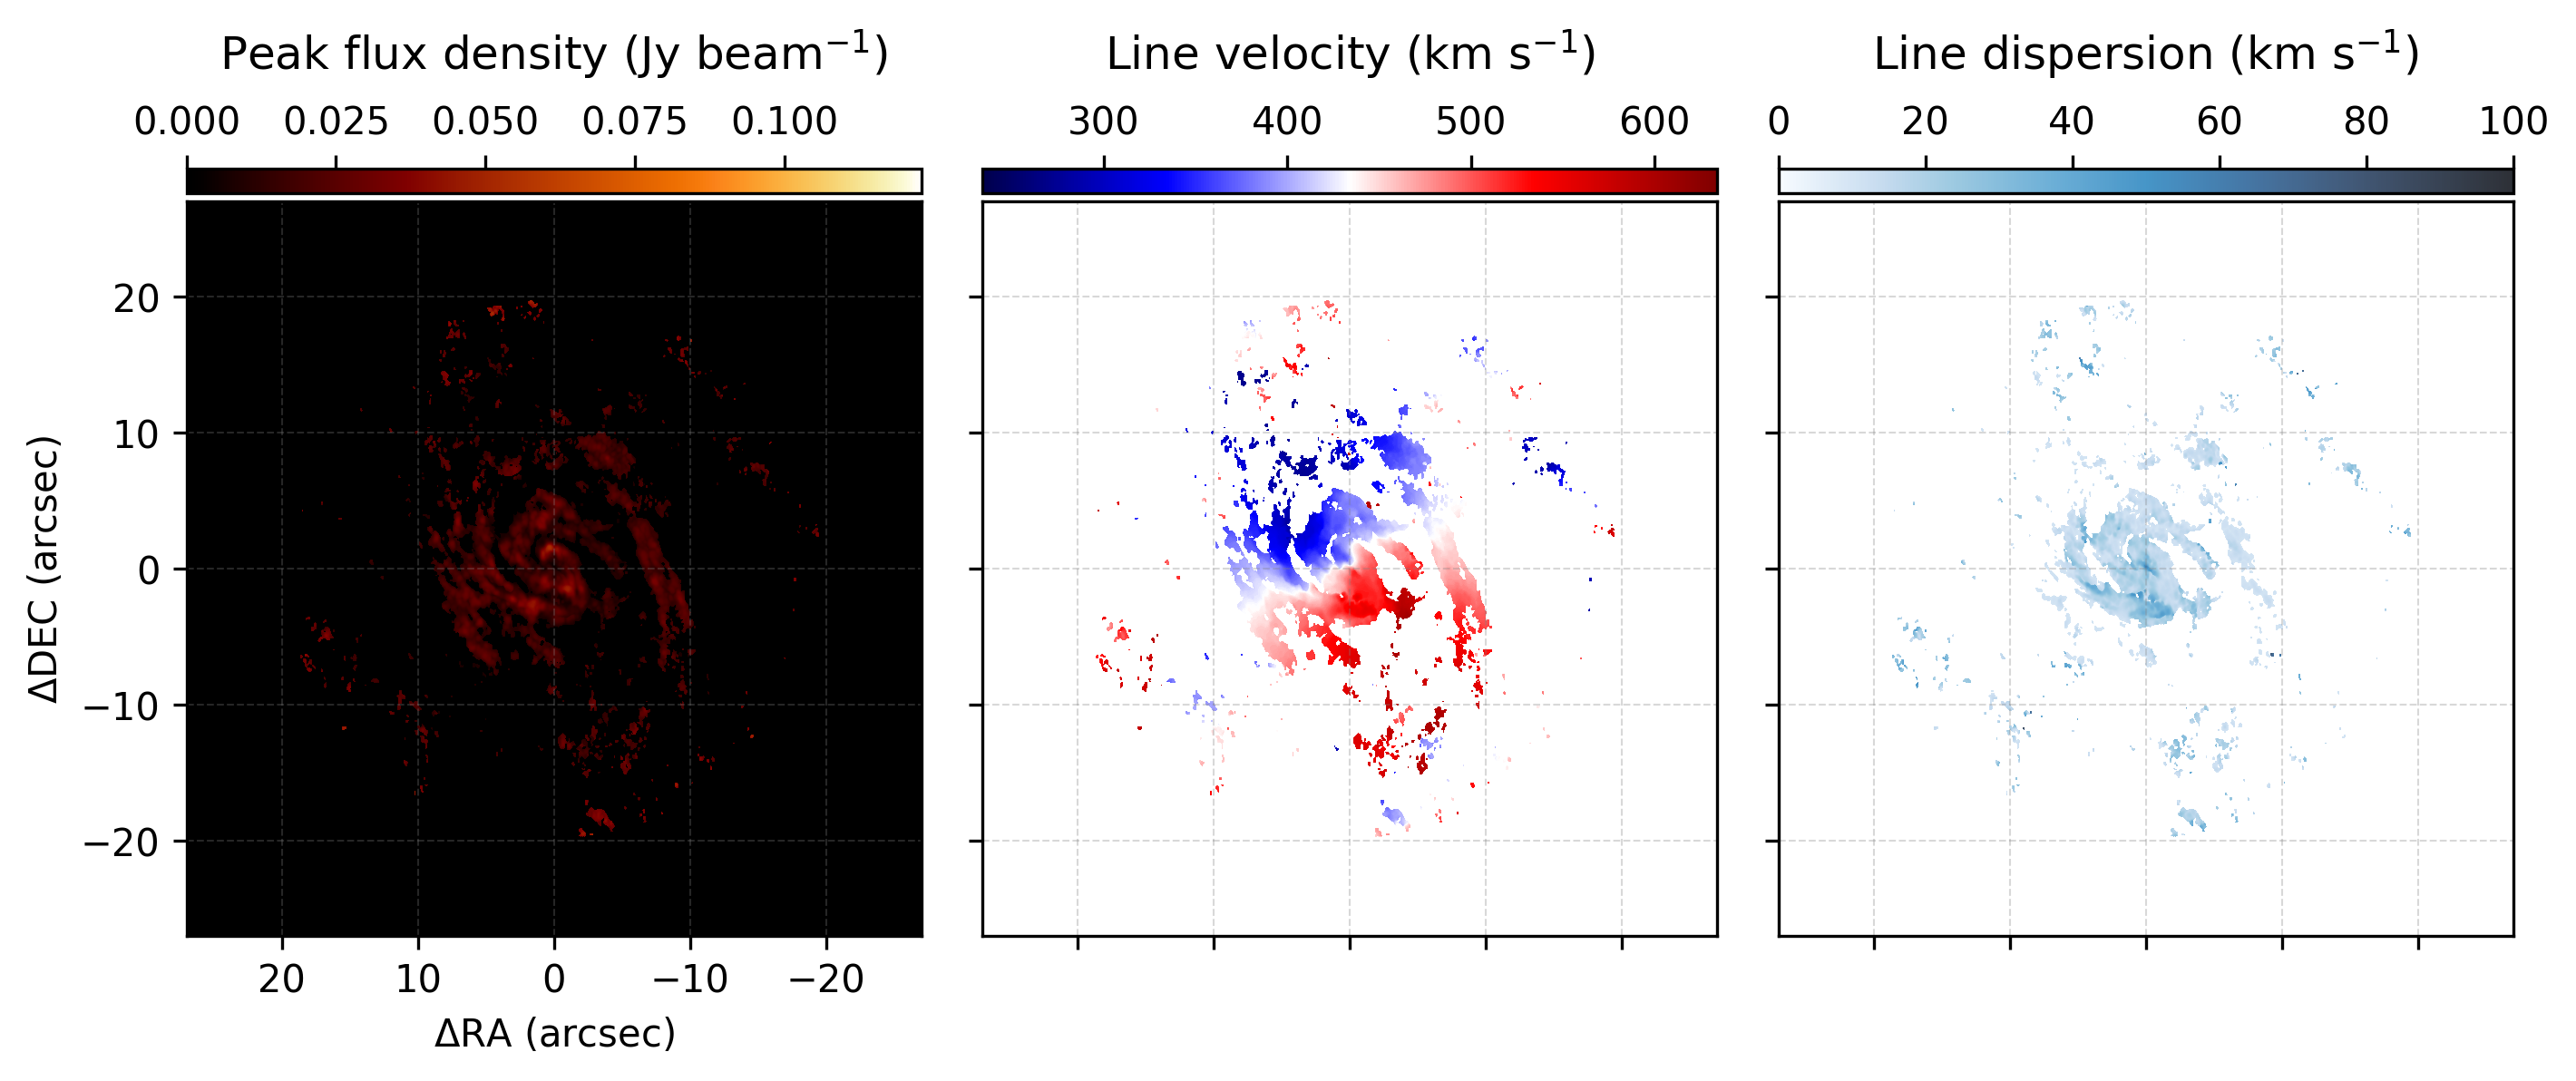 Peak flux density (Jy beam⁻¹)
Line velocity (km s⁻¹)
Line dispersion (km s⁻¹)
0.000 0.025 0.050 0.075 0.100
300 400 500 600
0 20 40 60 80 100
20
10
0
−10
−20
ΔDEC (arcsec)
20 10 0 −10 −20
ΔRA (arcsec)